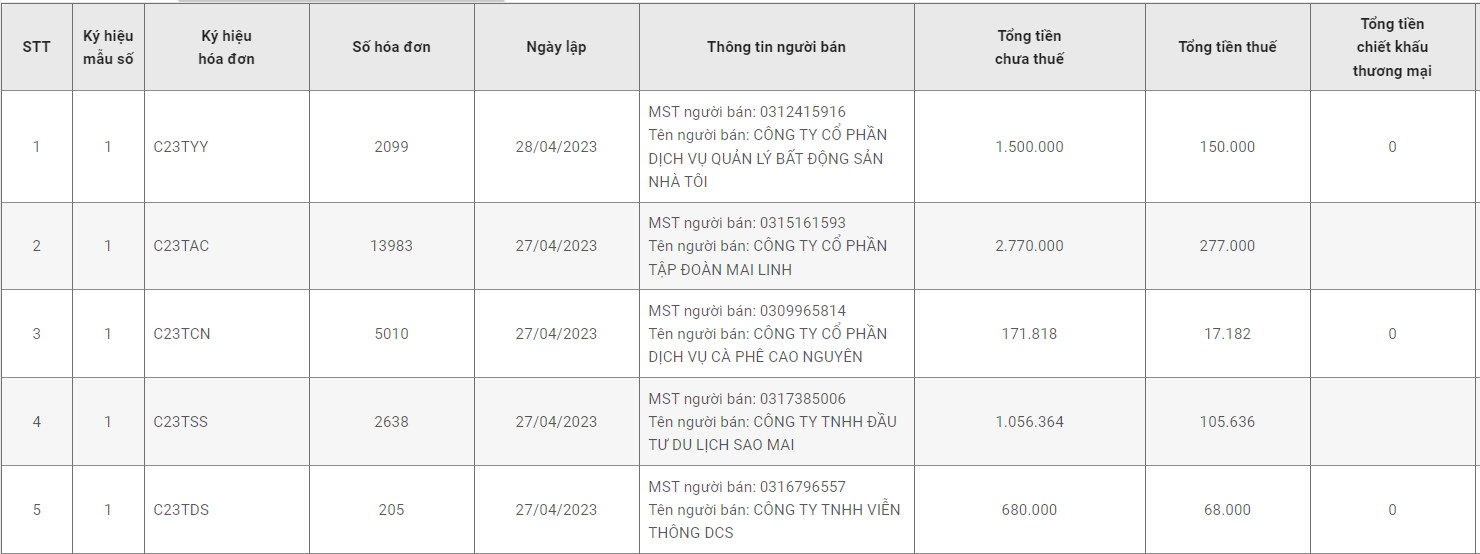 STT
Ký hiệu
mẫu số
Ký hiệu
hóa đơn
Số hóa đơn
Ngày lập
Thông tin người bán
Tổng tiền
chưa thuế
Tổng tiền thuế
Tổng tiền
chiết khấu
thương mại
1
1
C23TYY
2099
28/04/2023
MST người bán: 0312415916
Tên người bán: CÔNG TY CỔ PHẦN
DỊCH VỤ QUẢN LÝ BẤT ĐỘNG SẢN
NHÀ TÔI
1.500.000
150.000
0
2
1
C23TAC
13983
27/04/2023
MST người bán: 0315161593
Tên người bán: CÔNG TY CỔ PHẦN
TẬP ĐOÀN MAI LINH
2.770.000
277.000
3
1
C23TCN
5010
27/04/2023
MST người bán: 0309965814
Tên người bán: CÔNG TY CỔ PHẦN
DỊCH VỤ CÀ PHÊ CAO NGUYÊN
171.818
17.182
0
4
1
C23TSS
2638
27/04/2023
MST người bán: 0317385006
Tên người bán: CÔNG TY TNHH ĐẦU
TƯ DU LỊCH SAO MAI
1.056.364
105.636
5
1
C23TDS
205
27/04/2023
MST người bán: 0316796557
Tên người bán: CÔNG TY TNHH VIỄN
THÔNG DCS
680.000
68.000
0